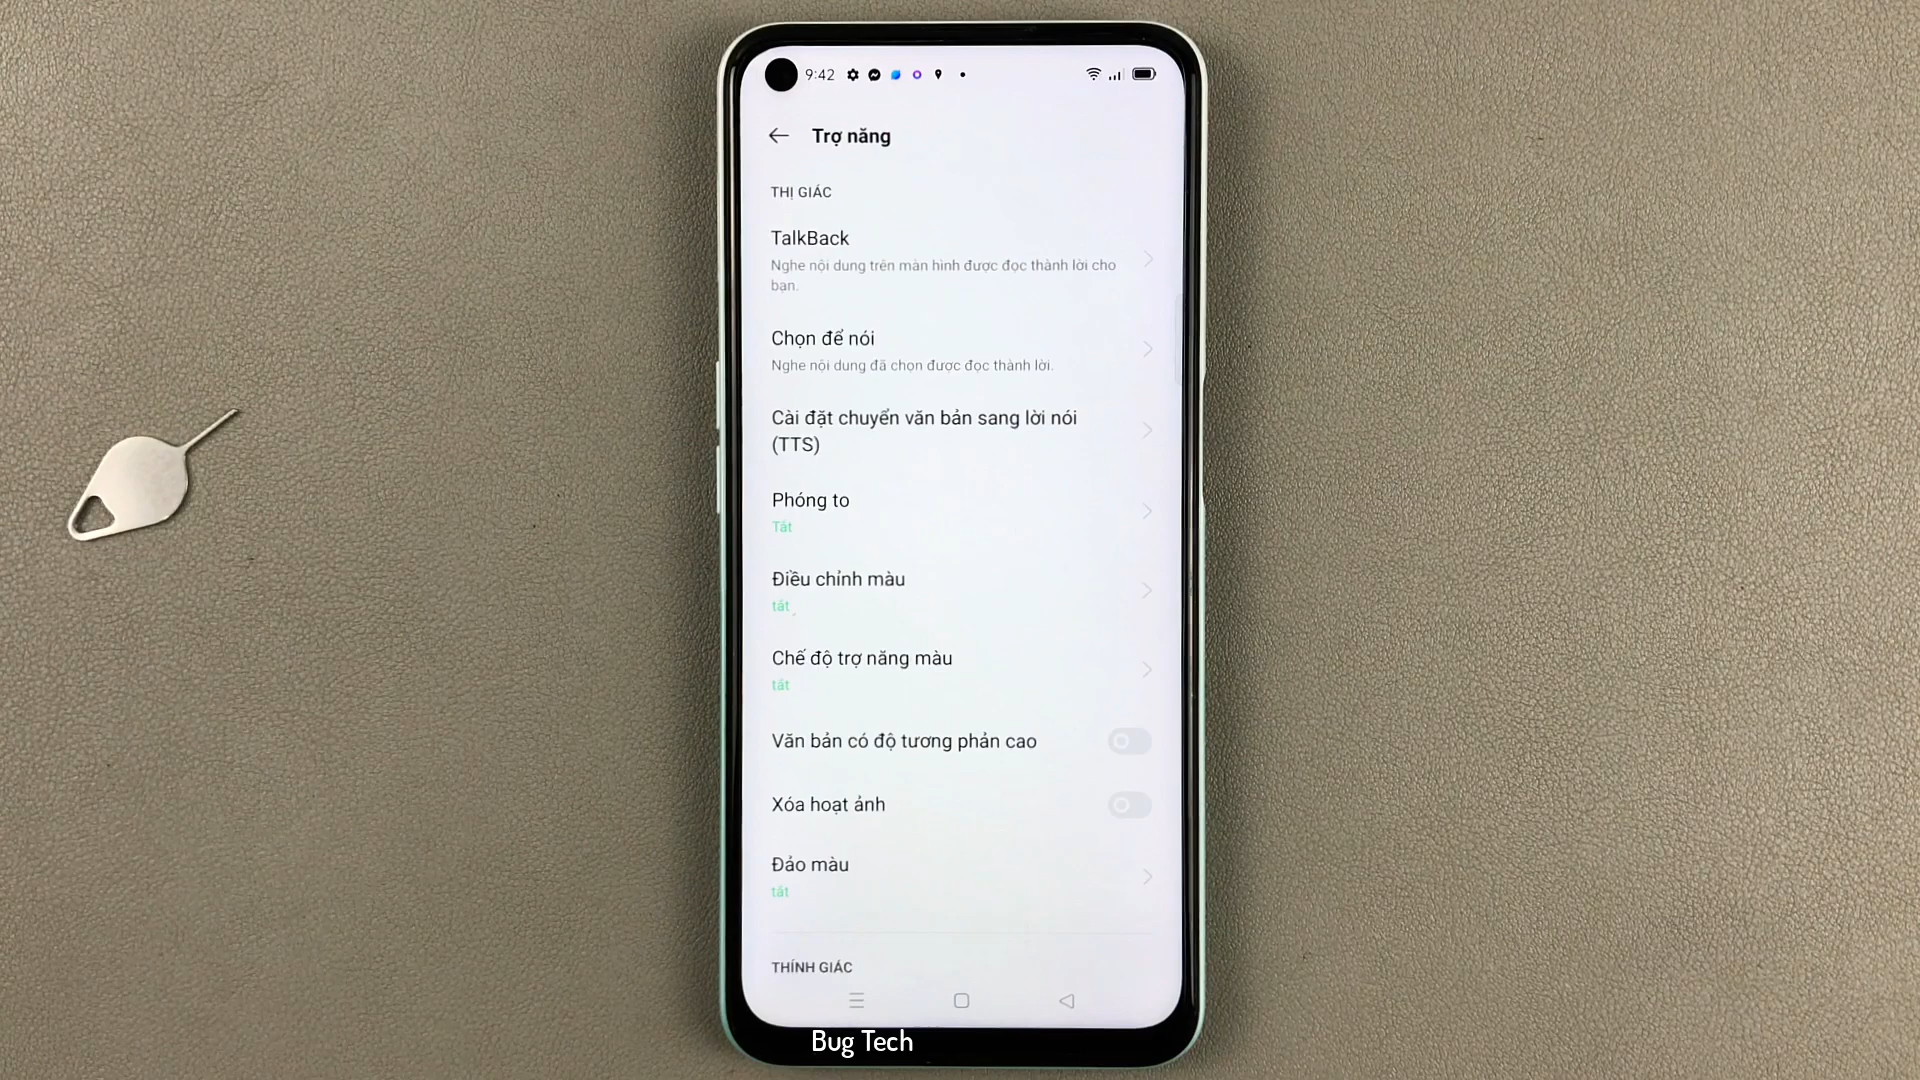 9:42
Trợ năng
THỊ GIÁC
TalkBack
Nghe nội dung trên màn hình được đọc thành lời cho
bạn.
Chọn để nói
Nghe nội dung đã chọn được đọc thành lời.
Cài đặt chuyển văn bản sang lời nói
(TTS)
Phóng to
Tắt
Điều chỉnh màu
tắt
Chế độ trợ năng màu
tắt
Văn bản có độ tương phản cao
Xóa hoạt ảnh
Đảo màu
tắt
THÍNH GIÁC
Bug Tech